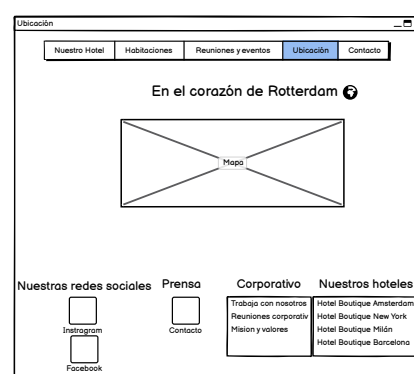 Ubicación
Nuestro Hotel Habitaciones Reuniones y eventos Ubicación Contacto
En el corazón de Rotterdam
Mapa
Nuestras redes sociales Prensa Corporativo Nuestros hoteles
Instragram
Facebook
Contacto
Trabaja con nosotros
Reuniones corporativ
Mision y valores
Hotel Boutique Amsterdam
Hotel Boutique New York
Hotel Boutique Milán
Hotel Boutique Barcelona